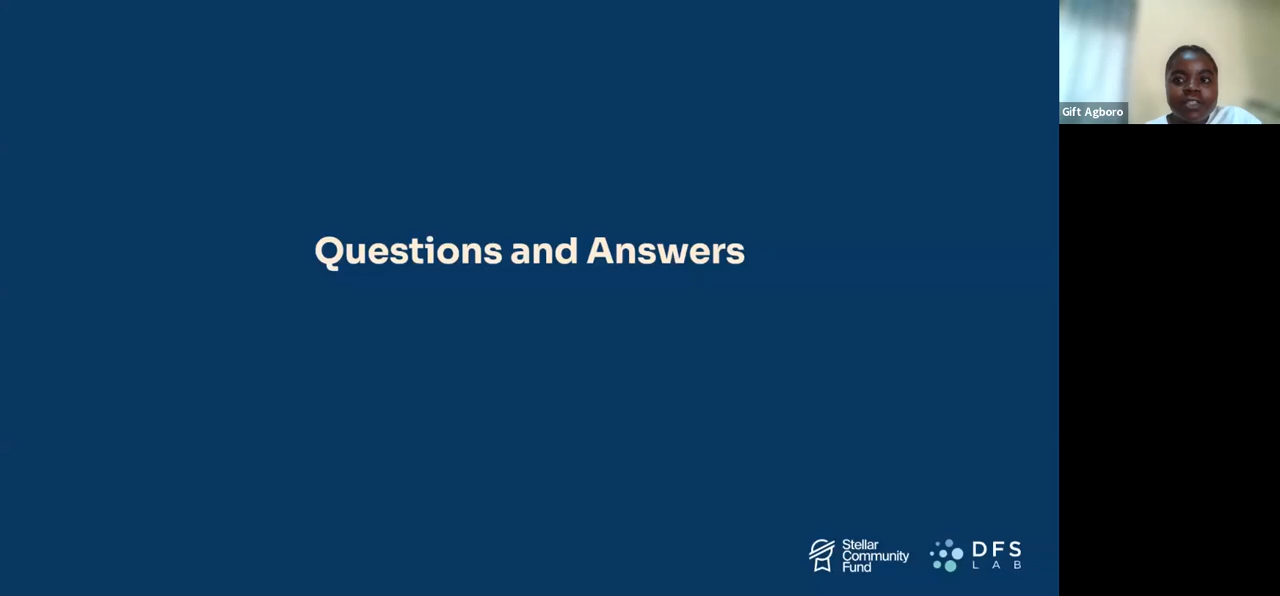 Gift Agboro
Questions and Answers
Stellar
Community
Fund
DFS
LAB